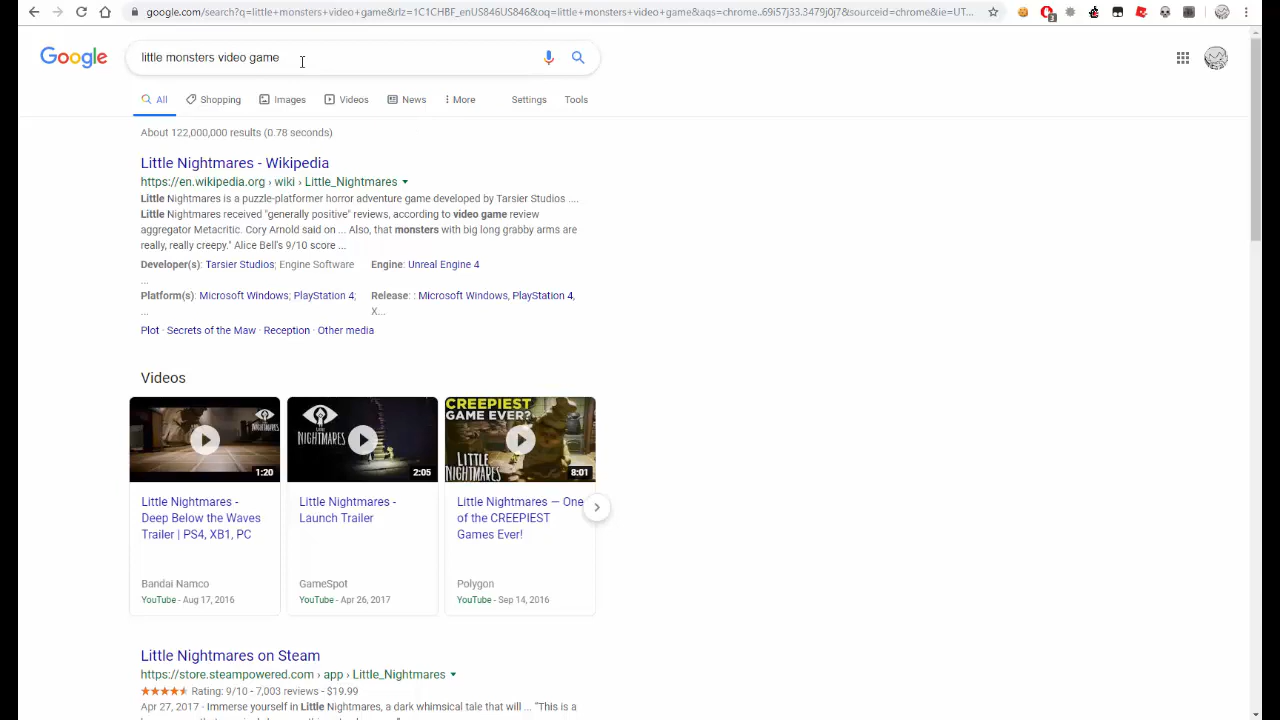 google.com/search?q=little+monsters+video+game&rlz=1C1CHBF_enUS846US846&oq=little+monsters+video+game&aqs=chrome..69i57j33.3479j0j7&sourceid=chrome&ie=UT...
3
Google
little monsters video game
All Shopping Images Videos News More Settings Tools
About 122,000,000 results (0.78 seconds)
Little Nightmares - Wikipedia
https://en.wikipedia.org › wiki › Little_Nightmares
Little Nightmares is a puzzle-platformer horror adventure game developed by Tarsier Studios ....
Little Nightmares received "generally positive" reviews, according to video game review
aggregator Metacritic. Cory Arnold said on ... Also, that monsters with big long grabby arms are
really, really creepy." Alice Bell's 9/10 score ...
Developer(s): Tarsier Studios; Engine Software Engine: Unreal Engine 4
...
Platform(s): Microsoft Windows; PlayStation 4; Release: : Microsoft Windows, PlayStation 4,
... X...
Plot · Secrets of the Maw · Reception · Other media
Videos
LITTLE NIGHTMARES CREEPIEST
GAME EVER?
LITTLE
NIGHTMARES
1:20 2:05 8:01
Little Nightmares - Little Nightmares - Little Nightmares — One
Deep Below the Waves Launch Trailer of the CREEPIEST
Trailer | PS4, XB1, PC Games Ever!
Bandai Namco GameSpot Polygon
YouTube - Aug 17, 2016 YouTube - Apr 26, 2017 YouTube - Sep 14, 2016
Little Nightmares on Steam
https://store.steampowered.com › app › Little_Nightmares
Rating: 9/10 - 7,003 reviews - $19.99
Apr 27, 2017 - Immerse yourself in Little Nightmares, a dark whimsical tale that will ... "This is a